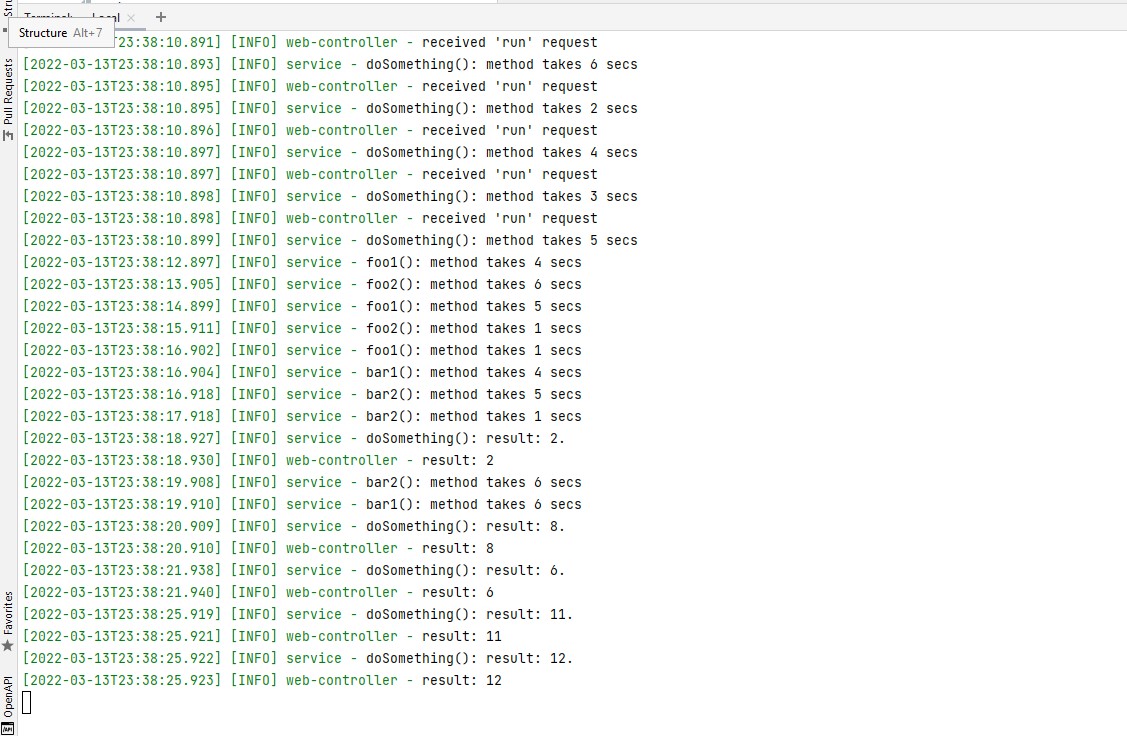 Stru
Terminal: Local × +
Structure Alt+7
Pull Requests
Favorites
OpenAPI
T23:38:10.891] [INFO] web-controller - received 'run' request
[2022-03-13T23:38:10.893] [INFO] service - doSomething(): method takes 6 secs
[2022-03-13T23:38:10.895] [INFO] web-controller - received 'run' request
[2022-03-13T23:38:10.895] [INFO] service - doSomething(): method takes 2 secs
[2022-03-13T23:38:10.896] [INFO] web-controller - received 'run' request
[2022-03-13T23:38:10.897] [INFO] service - doSomething(): method takes 4 secs
[2022-03-13T23:38:10.897] [INFO] web-controller - received 'run' request
[2022-03-13T23:38:10.898] [INFO] service - doSomething(): method takes 3 secs
[2022-03-13T23:38:10.898] [INFO] web-controller - received 'run' request
[2022-03-13T23:38:10.899] [INFO] service - doSomething(): method takes 5 secs
[2022-03-13T23:38:12.897] [INFO] service - foo1(): method takes 4 secs
[2022-03-13T23:38:13.905] [INFO] service - foo2(): method takes 6 secs
[2022-03-13T23:38:14.899] [INFO] service - foo1(): method takes 5 secs
[2022-03-13T23:38:15.911] [INFO] service - foo2(): method takes 1 secs
[2022-03-13T23:38:16.902] [INFO] service - foo1(): method takes 1 secs
[2022-03-13T23:38:16.904] [INFO] service - bar1(): method takes 4 secs
[2022-03-13T23:38:16.918] [INFO] service - bar2(): method takes 5 secs
[2022-03-13T23:38:17.918] [INFO] service - bar2(): method takes 1 secs
[2022-03-13T23:38:18.927] [INFO] service - doSomething(): result: 2.
[2022-03-13T23:38:18.930] [INFO] web-controller - result: 2
[2022-03-13T23:38:19.908] [INFO] service - bar2(): method takes 6 secs
[2022-03-13T23:38:19.910] [INFO] service - bar1(): method takes 6 secs
[2022-03-13T23:38:20.909] [INFO] service - doSomething(): result: 8.
[2022-03-13T23:38:20.910] [INFO] web-controller - result: 8
[2022-03-13T23:38:21.938] [INFO] service - doSomething(): result: 6.
[2022-03-13T23:38:21.940] [INFO] web-controller - result: 6
[2022-03-13T23:38:25.919] [INFO] service - doSomething(): result: 11.
[2022-03-13T23:38:25.921] [INFO] web-controller - result: 11
[2022-03-13T23:38:25.922] [INFO] service - doSomething(): result: 12.
[2022-03-13T23:38:25.923] [INFO] web-controller - result: 12